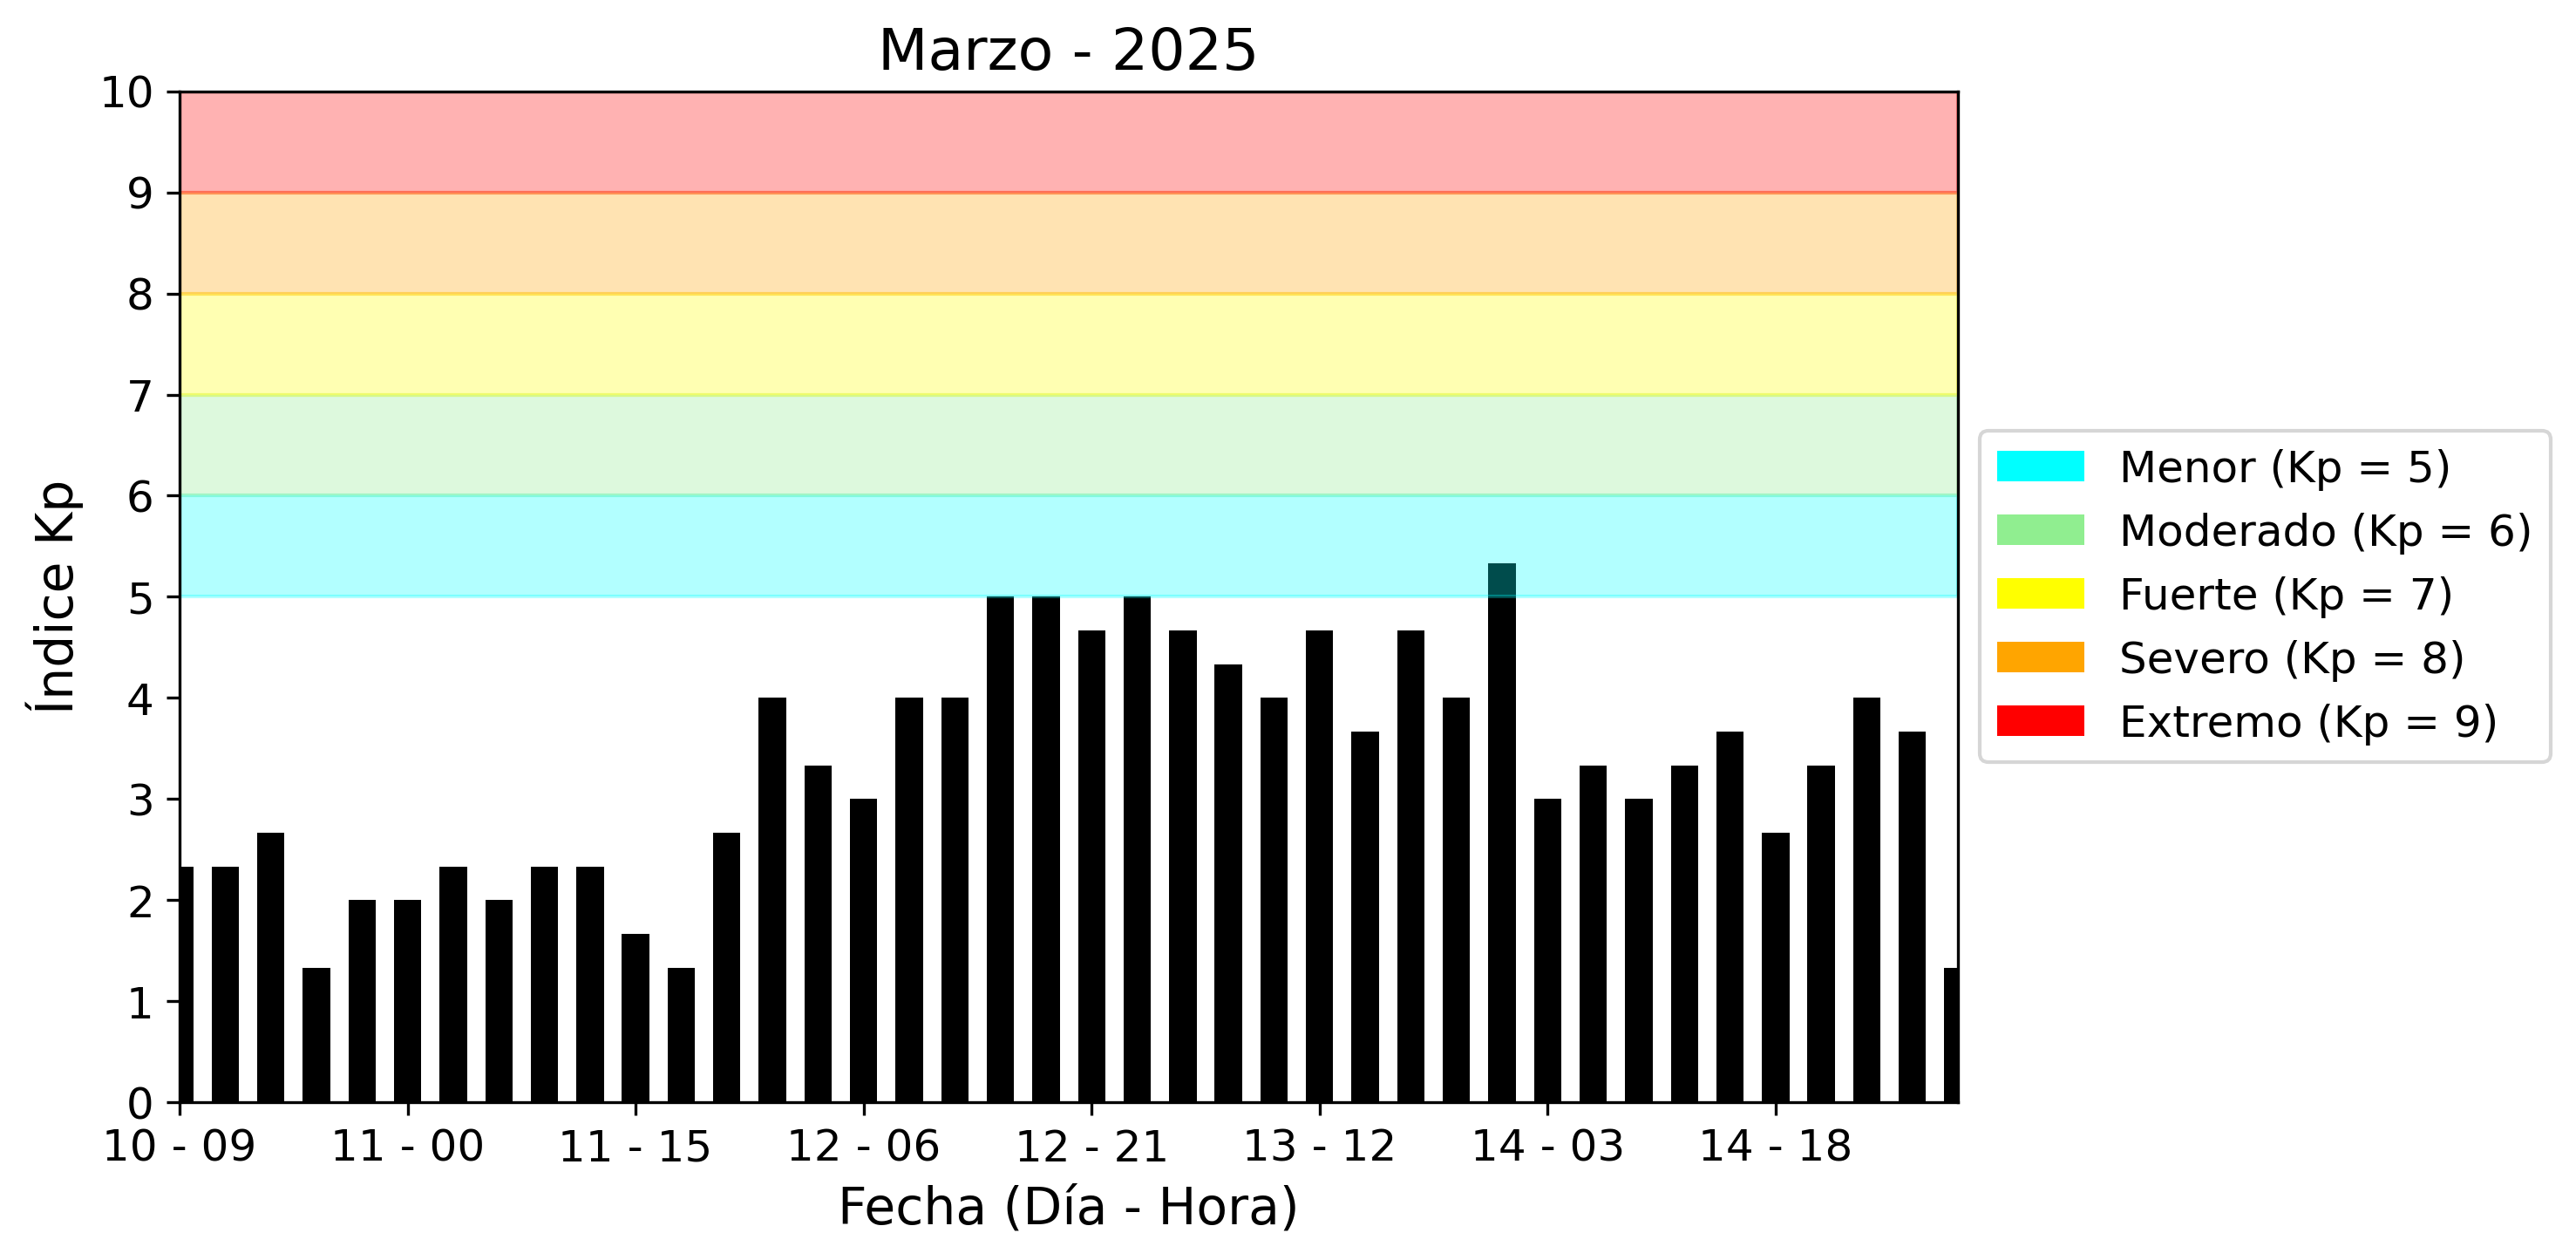 Marzo - 2025
10
9
8
7
6
5
4
3
2
1
0
Índice Kp
10 - 09 11 - 00 11 - 15 12 - 06 12 - 21 13 - 12 14 - 03 14 - 18
Fecha (Día - Hora)
Menor (Kp = 5)
Moderado (Kp = 6)
Fuerte (Kp = 7)
Severo (Kp = 8)
Extremo (Kp = 9)